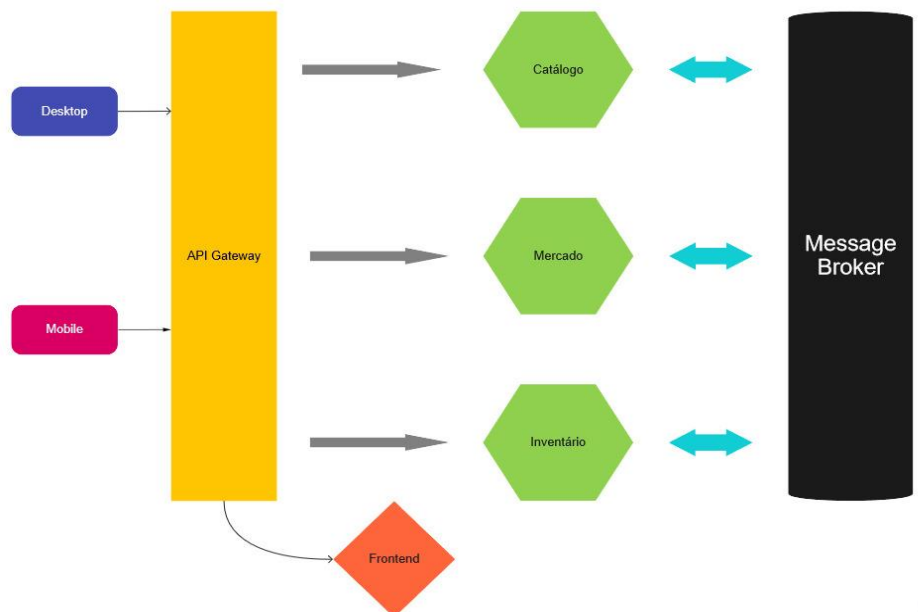 Catálogo
Desktop
API Gateway
Mercado
Message
Broker
Mobile
Inventário
Frontend